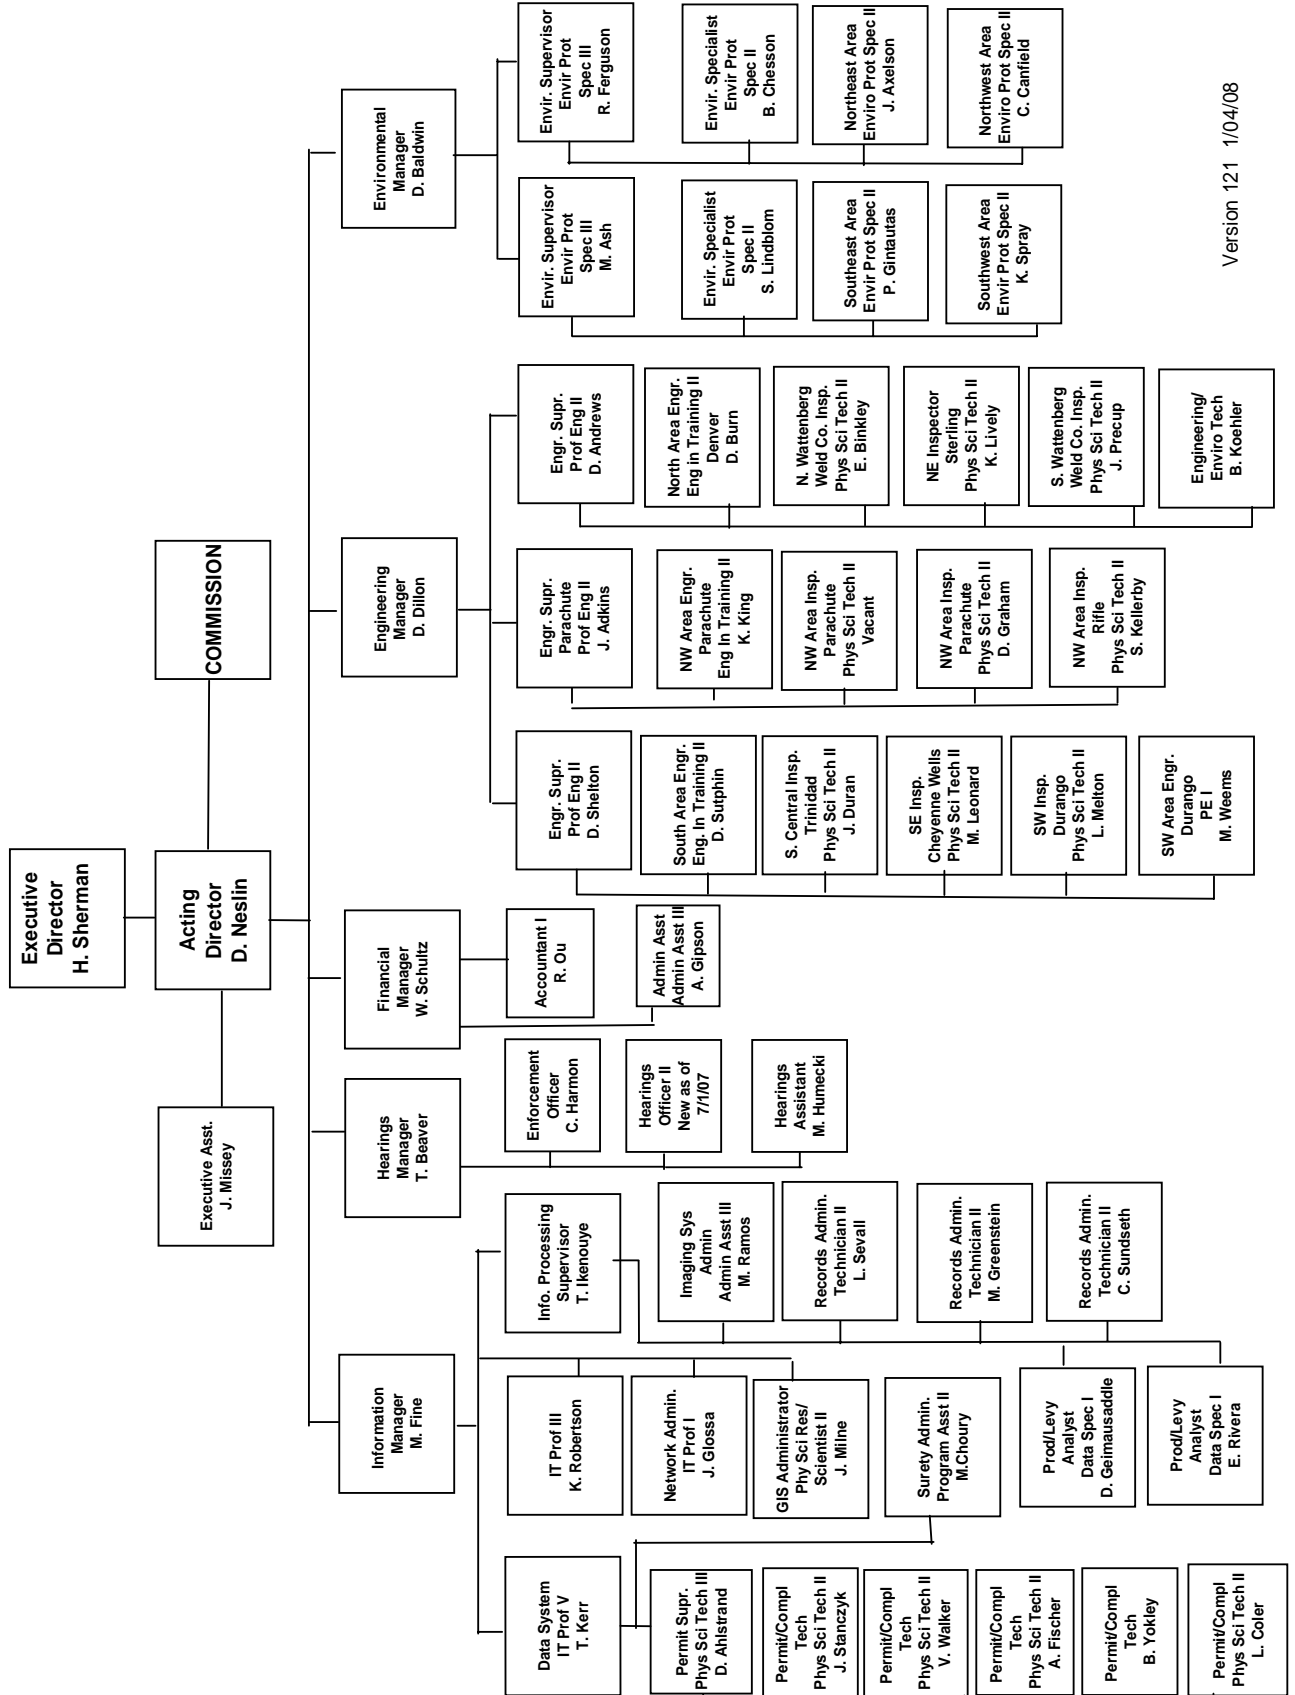 Executive
Director
H. Sherman
Executive Asst.
J. Missey
Acting
Director
D. Neslin
COMMISSION
Information
Manager
M. Fine
Hearings
Manager
T. Beaver
Financial
Manager
W. Schultz
Engineering
Manager
D. Dillon
Environmental
Manager
D. Baldwin
Data System
IT Prof V
T. Kerr
Permit Supr.
Phys Sci Tech III
D. Ahlstrand
Permit/Compl
Tech
Phys Sci Tech II
J. Stanczyk
Permit/Compl
Tech
Phys Sci Tech II
V. Walker
Permit/Compl
Tech
Phys Sci Tech II
A. Fischer
Permit/Compl
Tech
B. Yokley
Permit/Compl
Phys Sci Tech II
L. Coler
IT Prof III
K. Robertson
Network Admin.
IT Prof I
J. Glossa
GIS Administrator
Phy Sci Res/
Scientist II
J. Milne
Surety Admin.
Program Asst II
M.Choury
Prod/Levy
Analyst
Data Spec I
D. Geimausaddle
Prod/Levy
Analyst
Data Spec I
E. Rivera
Info. Processing
Supervisor
T. Ikenouye
Imaging Sys
Admin
Admin Asst III
M. Ramos
Records Admin.
Technician II
L. Sevall
Records Admin.
Technician II
M. Greenstein
Records Admin.
Technician II
C. Sundseth
Enforcement
Officer
C. Harmon
Hearings
Officer II
New as of
7/1/07
Hearings
Assistant
M. Humecki
Accountant I
R. Ou
Admin Asst
Admin Asst III
A. Gipson
Engr. Supr.
Prof Eng II
D. Shelton
South Area Engr.
Eng. In Training II
D. Sutphin
S. Central Insp.
Trinidad
Phys Sci Tech II
J. Duran
SE Insp.
Cheyenne Wells
Phys Sci Tech II
M. Leonard
SW Insp.
Durango
Phys Sci Tech II
L. Melton
SW Area Engr.
Durango
PE I
M. Weems
Engr. Supr.
Parachute
Prof Eng II
J. Adkins
NW Area Engr.
Parachute
Eng In Training II
K. King
NW Area Insp.
Parachute
Phys Sci Tech II
Vacant
NW Area Insp.
Parachute
Phys Sci Tech II
D. Graham
NW Area Insp.
Rifle
Phys Sci Tech II
S. Kellerby
Engr. Supr.
Prof Eng II
D. Andrews
North Area Engr.
Eng in Training II
Denver
D. Burn
N. Wattenberg
Weld Co. Insp.
Phys Sci Tech II
E. Binkley
NE Inspector
Sterling
Phys Sci Tech II
K. Lively
S. Wattenberg
Weld Co. Insp.
Phys Sci Tech II
J. Precup
Engineering/
Enviro Tech
B. Koehler
Envir. Supervisor
Envir Prot
Spec III
M. Ash
Envir. Specialist
Envir Prot
Spec II
S. Lindblom
Southeast Area
Envir Prot Spec II
P. Gintautas
Southwest Area
Envir Prot Spec II
K. Spray
Envir. Supervisor
Envir Prot
Spec III
R. Ferguson
Envir. Specialist
Envir Prot
Spec II
B. Chesson
Northeast Area
Enviro Prot Spec II
J. Axelson
Northwest Area
Enviro Prot Spec II
C. Canfield
Version 121 1/04/08